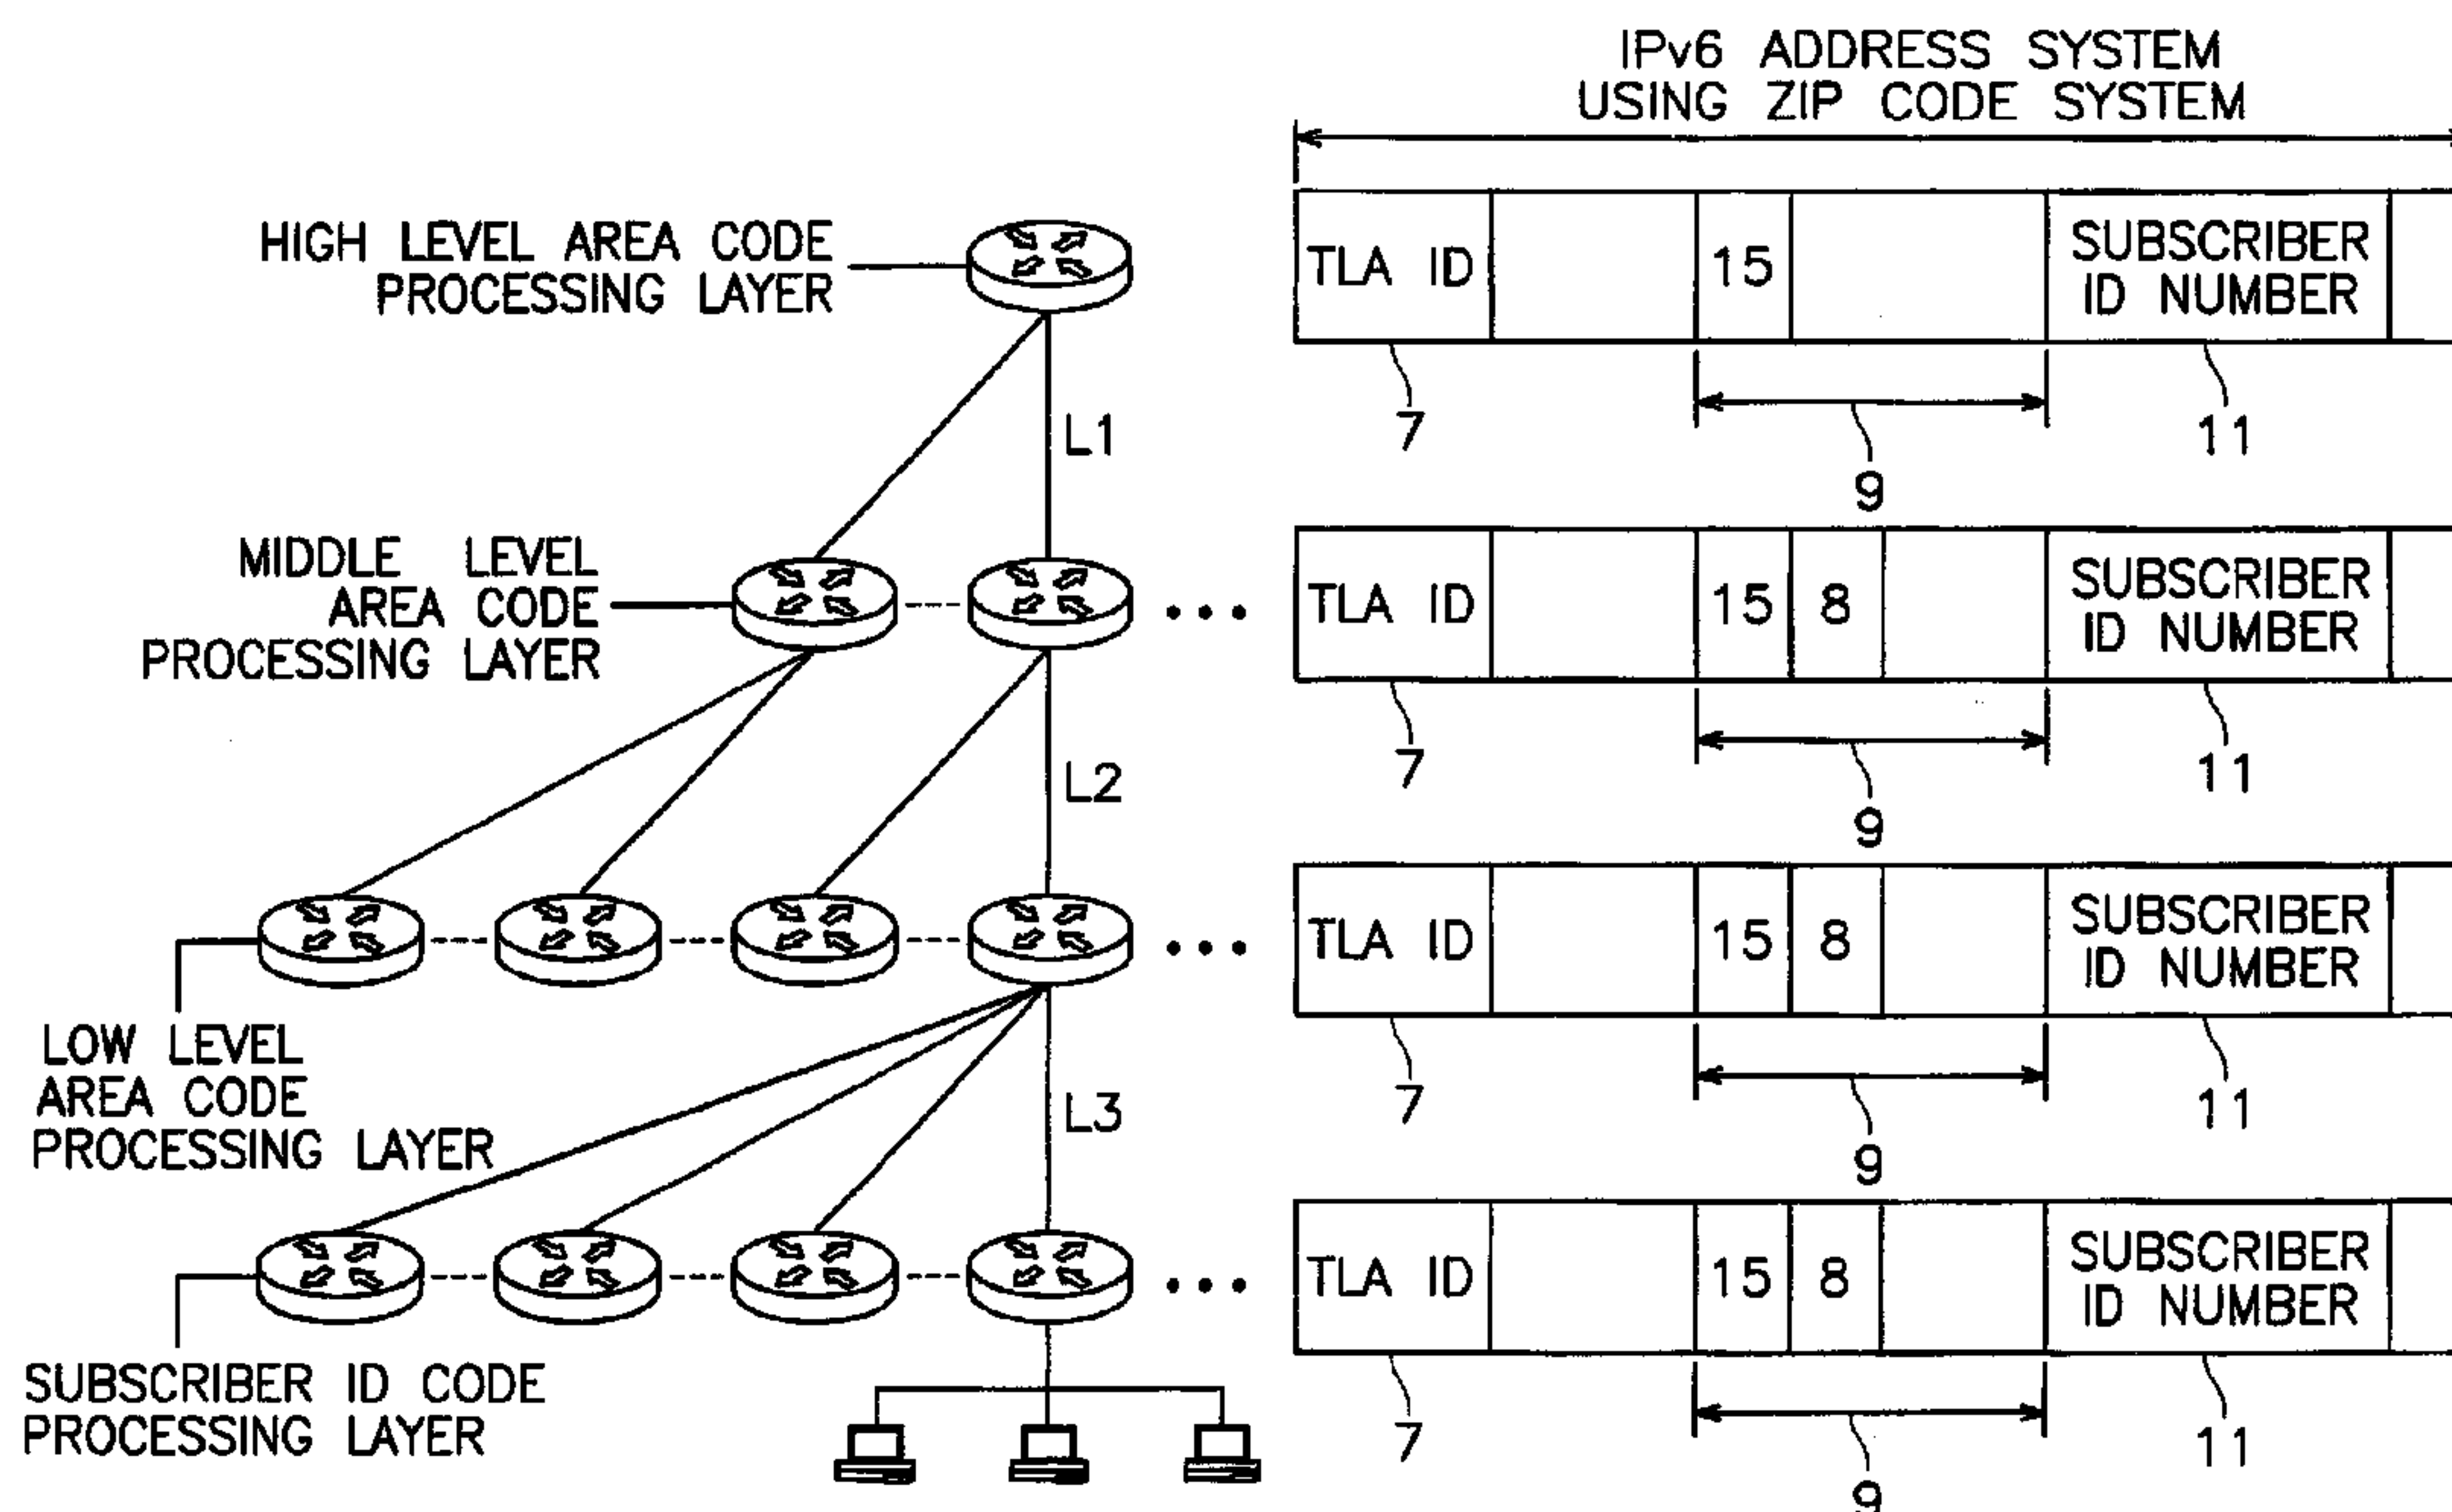 IPv6 ADDRESS SYSTEM
USING ZIP CODE SYSTEM
HIGH LEVEL AREA CODE
PROCESSING LAYER
TLA ID
15
SUBSCRIBER
ID NUMBER
7
9
11
L1
MIDDLE LEVEL
AREA CODE
PROCESSING LAYER
TLA ID
15
8
SUBSCRIBER
ID NUMBER
7
9
11
L2
LOW LEVEL
AREA CODE
PROCESSING LAYER
TLA ID
15
8
SUBSCRIBER
ID NUMBER
7
9
11
L3
SUBSCRIBER ID CODE
PROCESSING LAYER
TLA ID
15
8
SUBSCRIBER
ID NUMBER
7
9
11